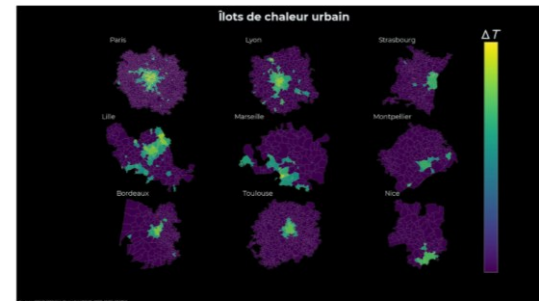 Îlots de chaleur urbain
ΔT
Paris
Lyon
Strasbourg
Lille
Marseille
Montpellier
Bordeaux
Toulouse
Nice